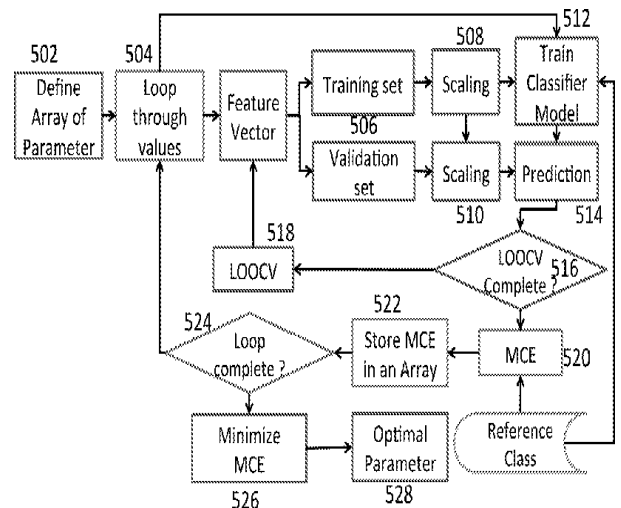 502
504
508
512
Define
Array of
Parameter
Loop
through
values
Feature
Vector
Training set
Scaling
Train
Classifier
Model
506
Validation
set
Scaling
Prediction
510
514
518
LOOCV
LOOCV
Complete ?
516
522
524
Loop
complete ?
Store MCE
in an Array
MCE
520
Minimize
MCE
Optimal
Parameter
Reference
Class
526
528